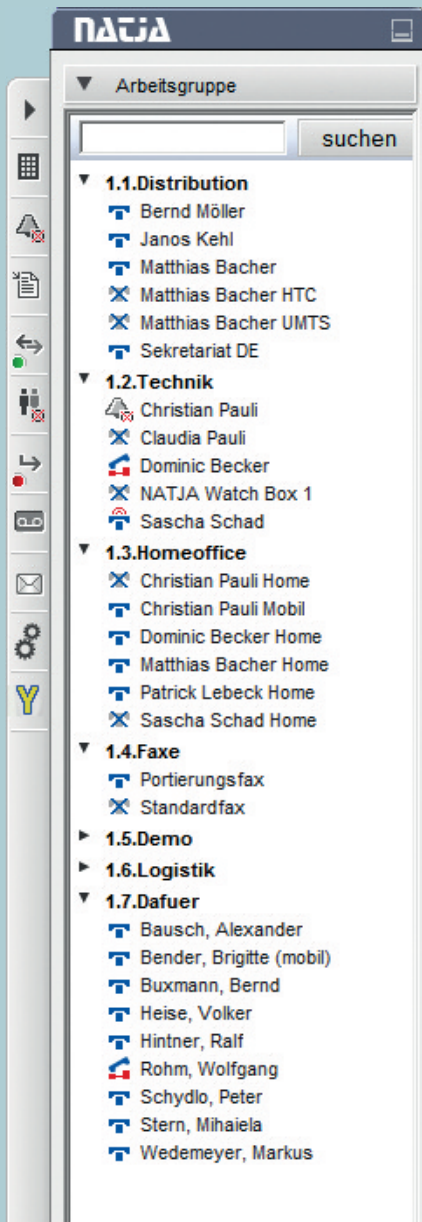 NATJA
Arbeitsgruppe
suchen
1.1.Distribution
Bernd Möller
Janos Kehl
Matthias Bacher
Matthias Bacher HTC
Matthias Bacher UMTS
Sekretariat DE
1.2.Technik
Christian Pauli
Claudia Pauli
Dominic Becker
NATJA Watch Box 1
Sascha Schad
1.3.Homeoffice
Christian Pauli Home
Christian Pauli Mobil
Dominic Becker Home
Matthias Bacher Home
Patrick Lebeck Home
Sascha Schad Home
1.4.Faxe
Portierungsfax
Standardfax
1.5.Demo
1.6.Logistik
1.7.Dafuer
Bausch, Alexander
Bender, Brigitte (mobil)
Buxmann, Bernd
Heise, Volker
Hintner, Ralf
Rohm, Wolfgang
Schydlo, Peter
Stern, Mihaiela
Wedemeyer, Markus